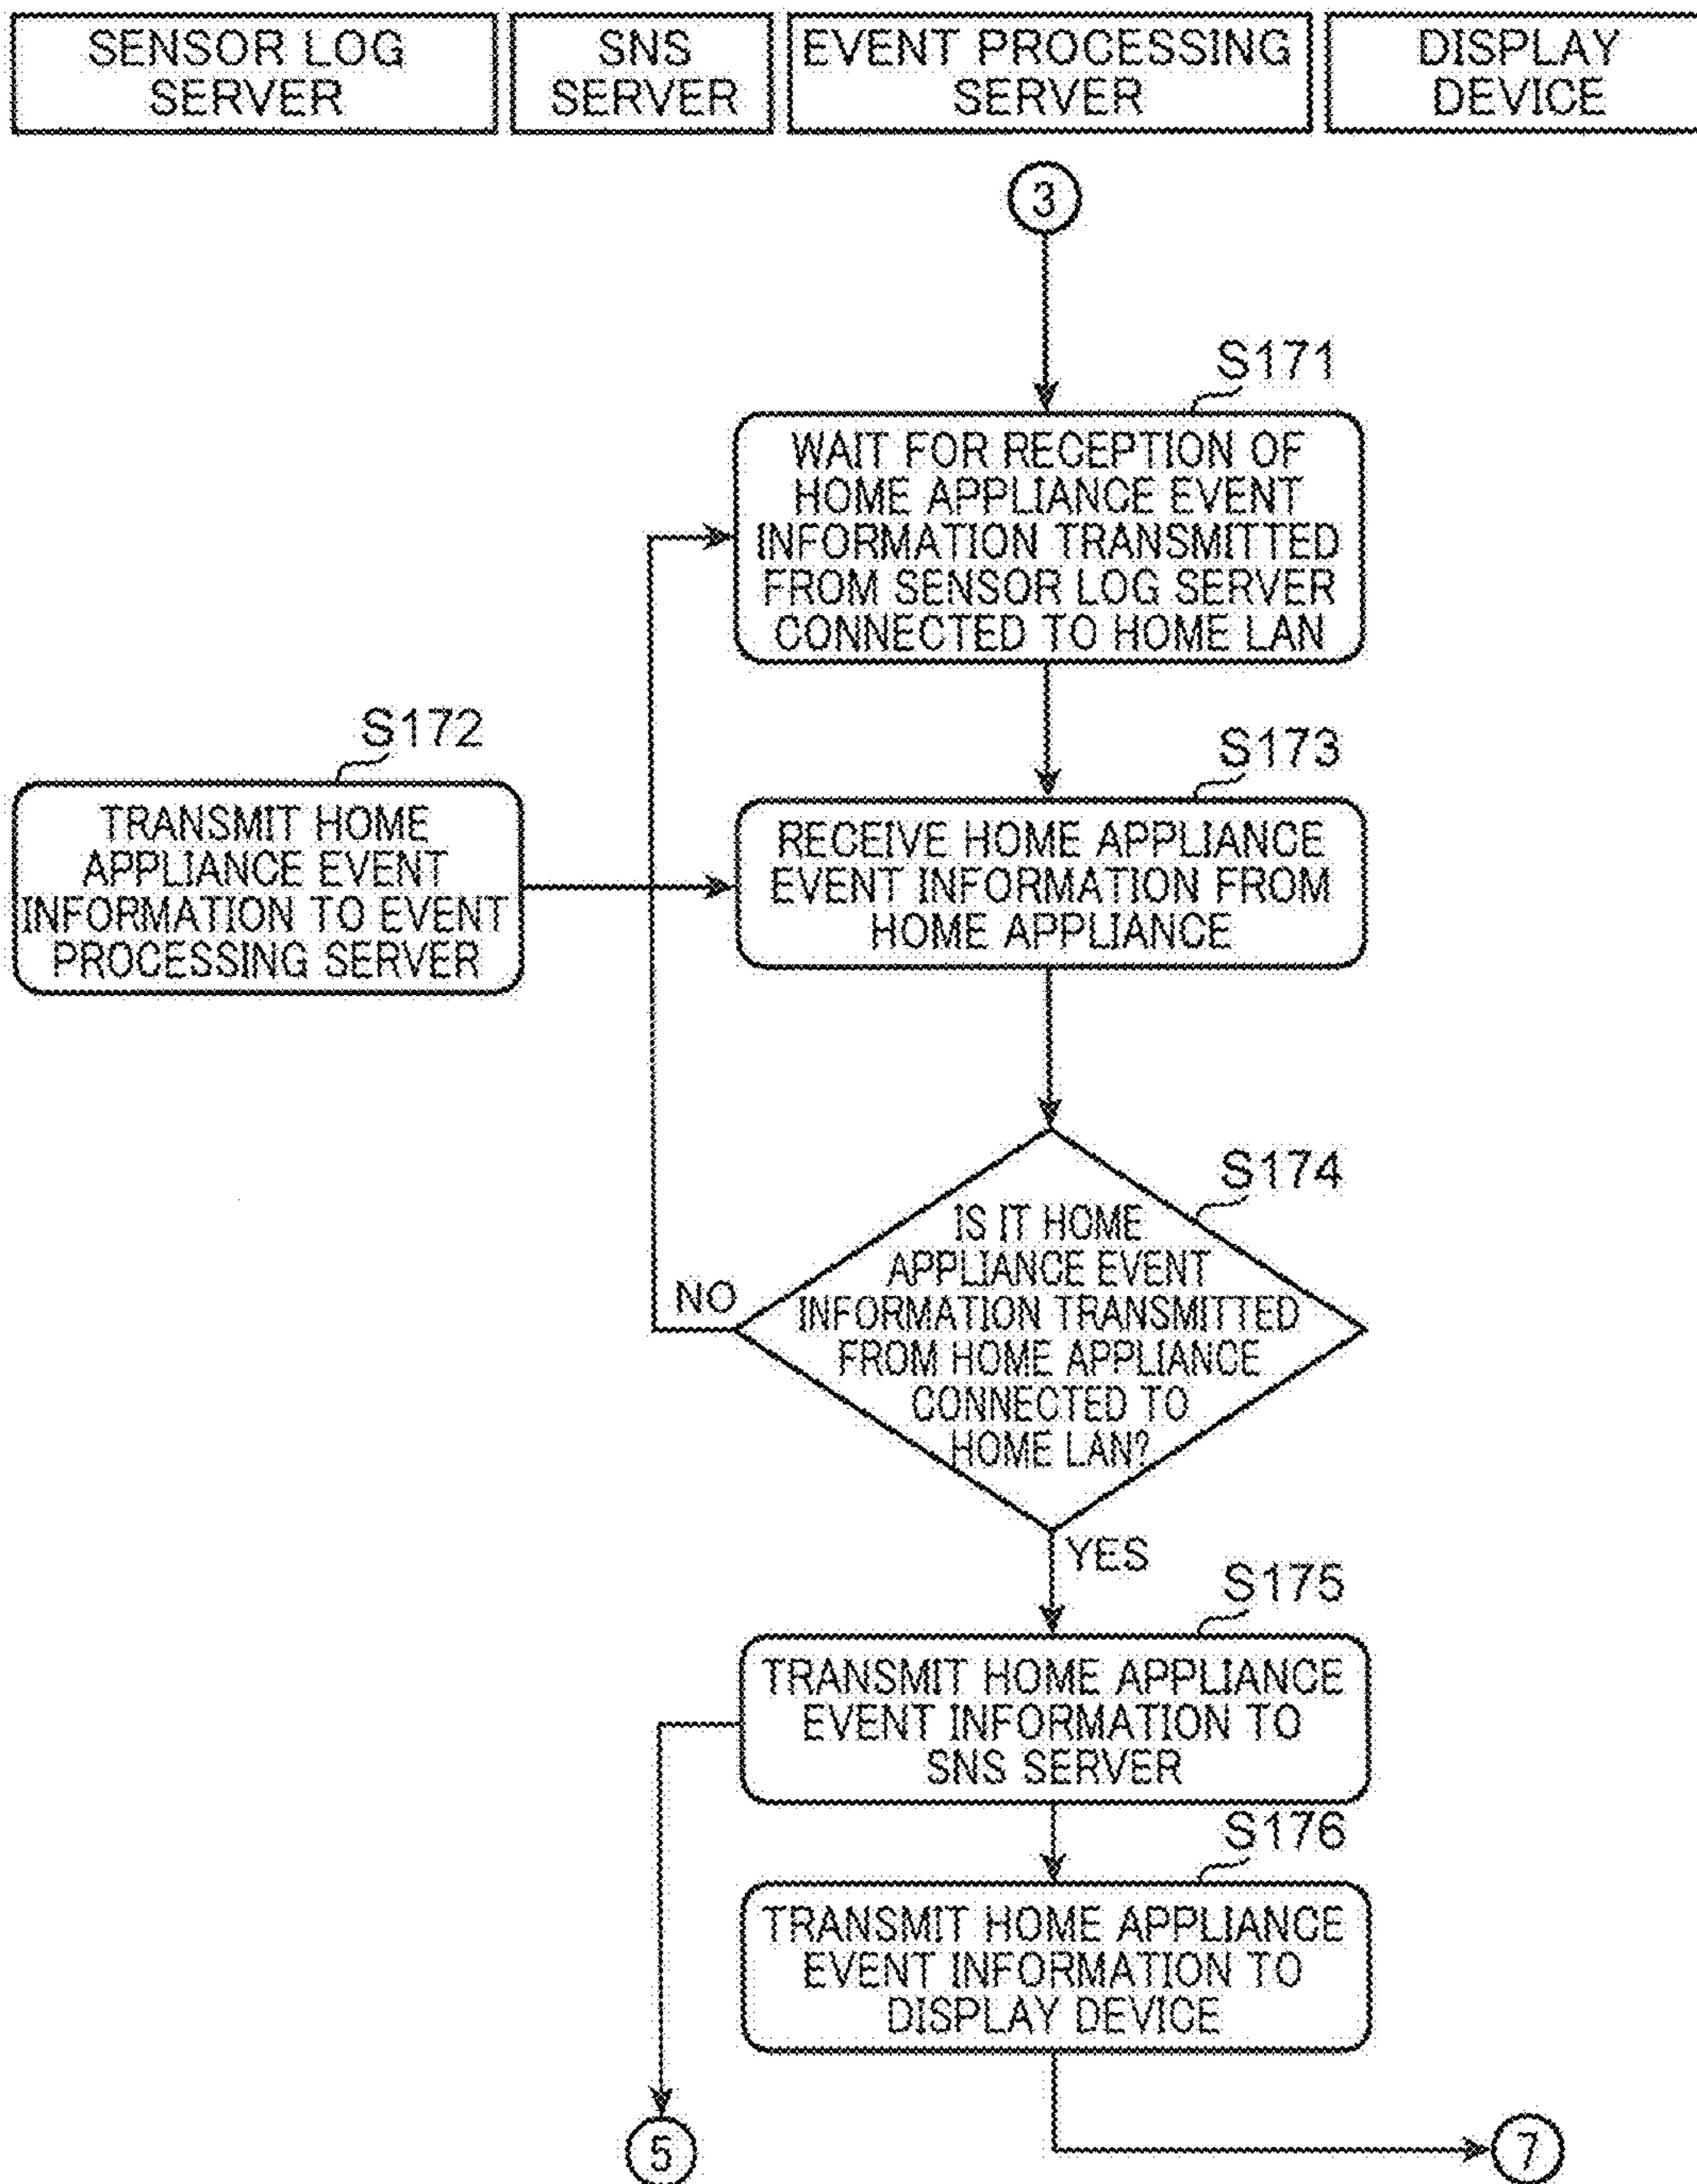 SENSOR LOG
SERVER
SNS
SERVER
EVENT PROCESSING
SERVER
DISPLAY
DEVICE
3
S171
WAIT FOR RECEPTION OF
HOME APPLIANCE EVENT
INFORMATION TRANSMITTED
FROM SENSOR LOG SERVER
CONNECTED TO HOME LAN
S172
TRANSMIT HOME
APPLIANCE EVENT
INFORMATION TO EVENT
PROCESSING SERVER
S173
RECEIVE HOME APPLIANCE
EVENT INFORMATION FROM
HOME APPLIANCE
S174
IS IT HOME
APPLIANCE EVENT
INFORMATION TRANSMITTED
FROM HOME APPLIANCE
CONNECTED TO
HOME LAN?
NO
YES
S175
TRANSMIT HOME APPLIANCE
EVENT INFORMATION TO
SNS SERVER
S176
TRANSMIT HOME APPLIANCE
EVENT INFORMATION TO
DISPLAY DEVICE
5
7